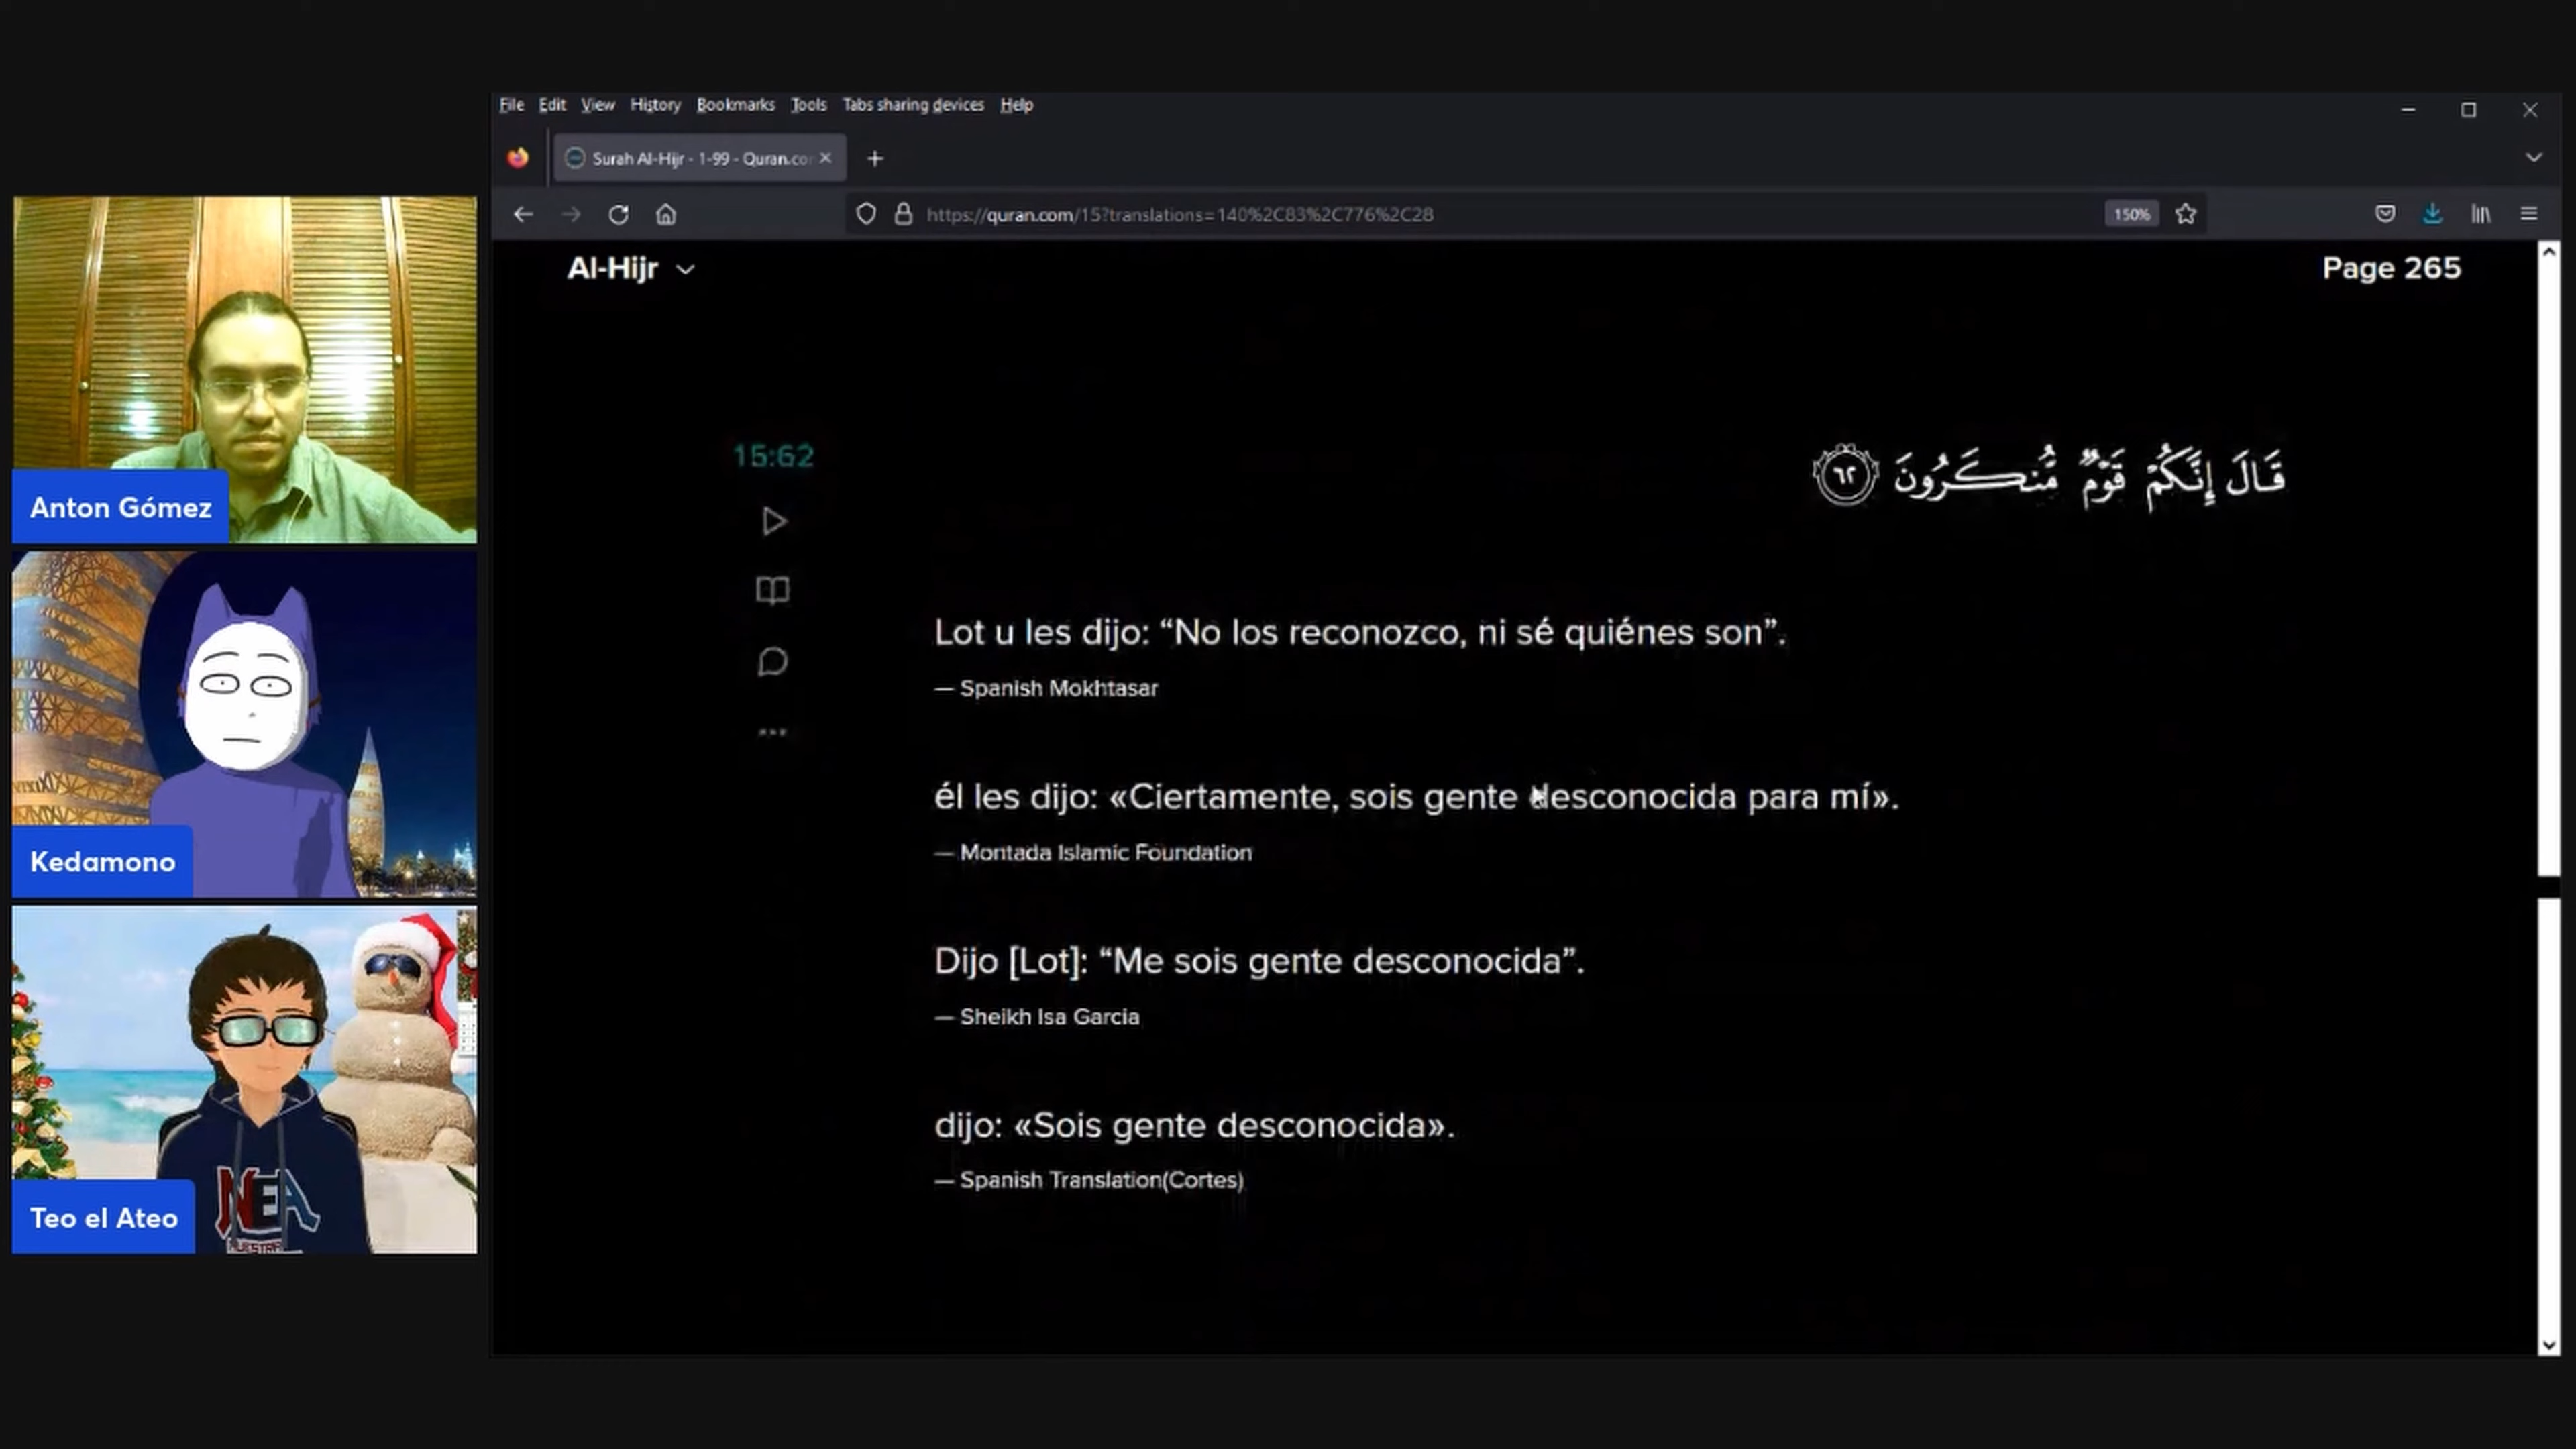 File Edit View History Bookmarks Tools Tabs sharing devices Help
Surah Al-Hijr - 1-99 - Quran.co
https://quran.com/15?translations=140%2C83%2C776%2C28
150%
Al-Hijr
Page 265
15:62
قَالَ إِنَّكُمْ قَوْمٌ مُّنكَرُونَ ٦٢
Lot u les dijo: “No los reconozco, ni sé quiénes son”.
— Spanish Mokhtasar
él les dijo: «Ciertamente, sois gente desconocida para mí».
— Montada Islamic Foundation
Dijo [Lot]: “Me sois gente desconocida”.
— Sheikh Isa Garcia
dijo: «Sois gente desconocida».
— Spanish Translation(Cortes)
Anton Gómez
Kedamono
Teo el Ateo
NEA